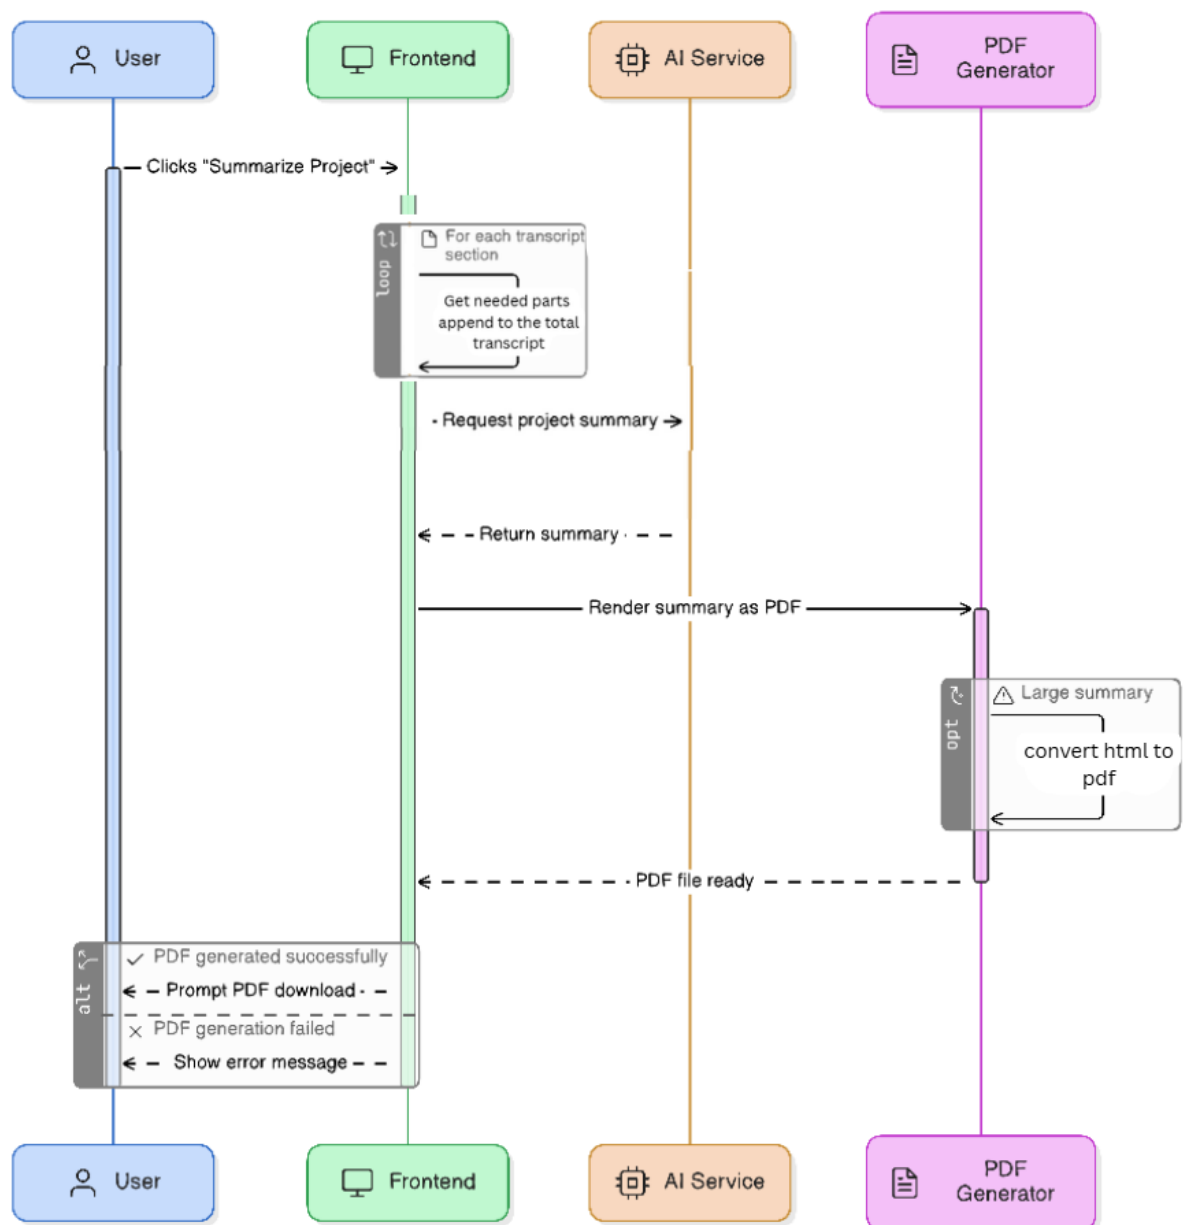 User
Frontend
AI Service
PDF
Generator
Clicks "Summarize Project"
loop
For each transcript
section
Get needed parts
append to the total
transcript
Request project summary
Return summary
Render summary as PDF
opt
Large summary
convert html to
pdf
PDF file ready
alt
PDF generated successfully
Prompt PDF download
PDF generation failed
Show error message
User
Frontend
AI Service
PDF
Generator